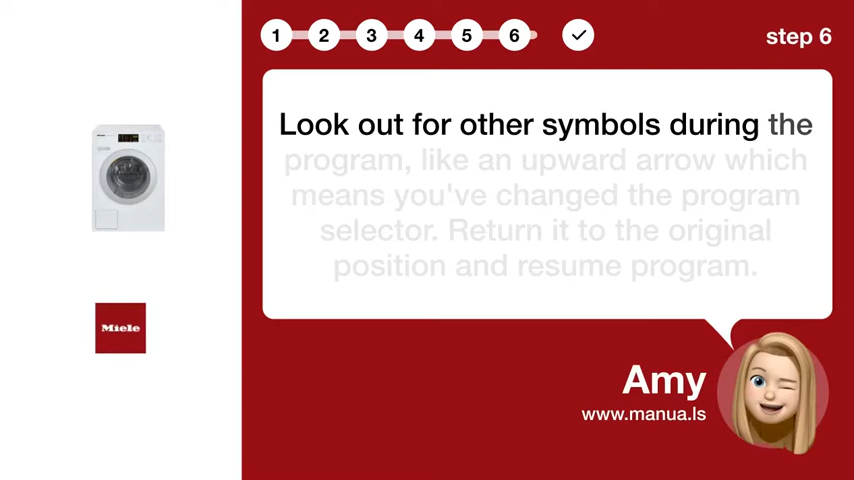 1 2 3 4 5 6
step 6
Look out for other symbols during the
program, like an upward arrow which
means you've changed the program
selector. Return it to the original
position and resume program.
Miele
Amy
www.manua.ls